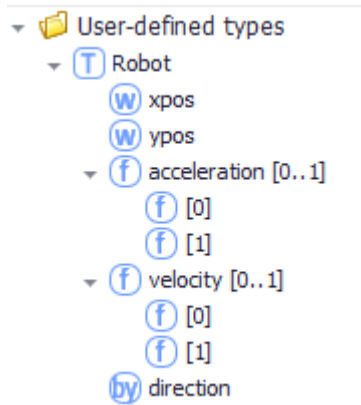 User-defined types
T Robot
w xpos
w ypos
f acceleration [0..1]
f [0]
f [1]
f velocity [0..1]
f [0]
f [1]
by direction